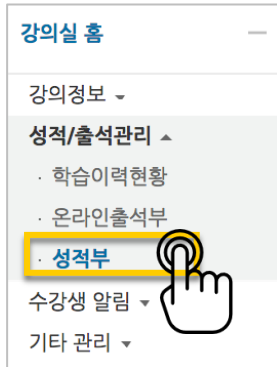 강의실 홈
강의정보
성적/출석관리
· 학습이력현황
· 온라인출석부
· 성적부
수강생 알림
기타 관리